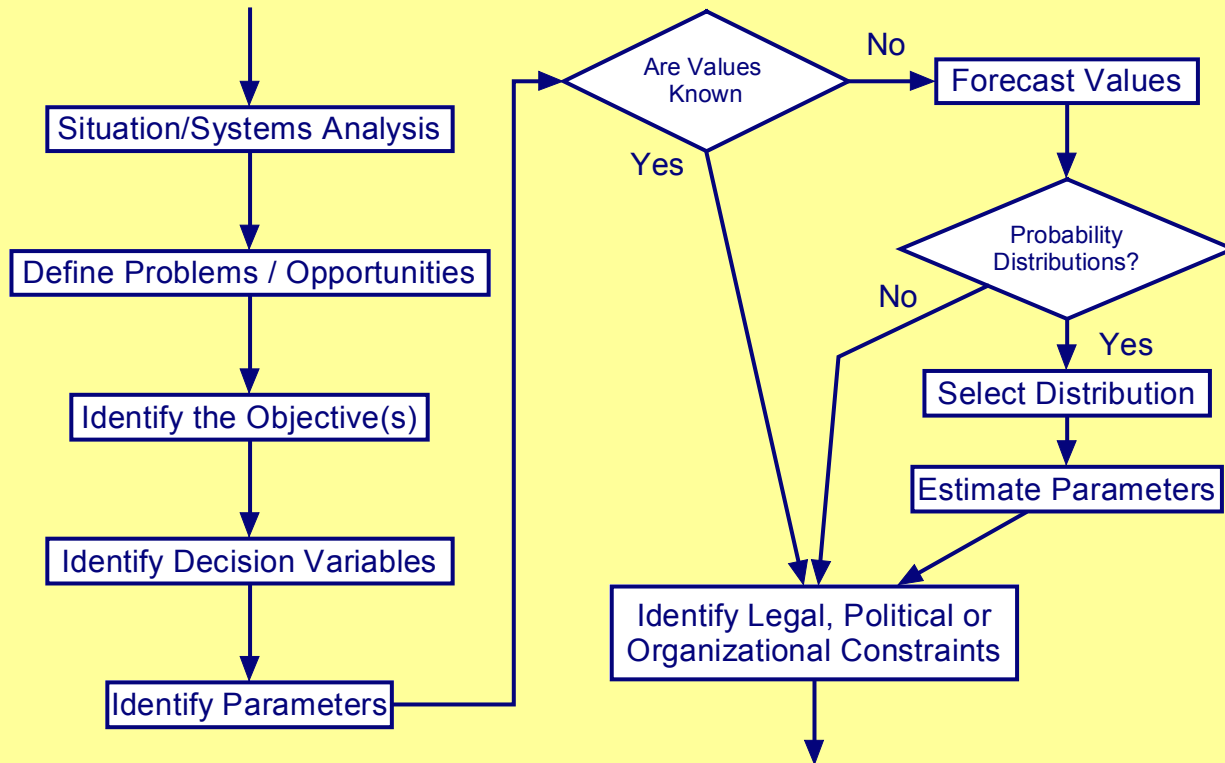 Situation/Systems Analysis
Define Problems / Opportunities
Identify the Objective(s)
Identify Decision Variables
Identify Parameters
Are Values
Known
No
Yes
Forecast Values
Probability
Distributions?
No
Yes
Select Distribution
Estimate Parameters
Identify Legal, Political or
Organizational Constraints